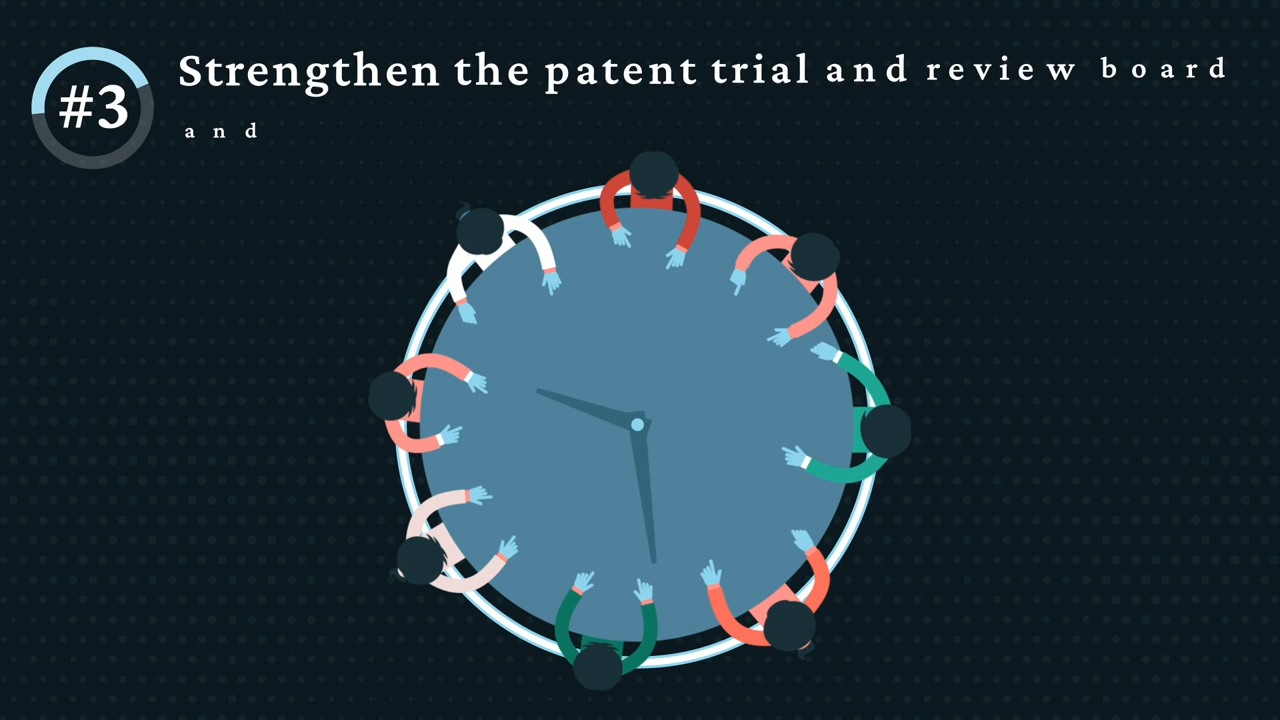 #3
Strengthen the patent trial and review board
and